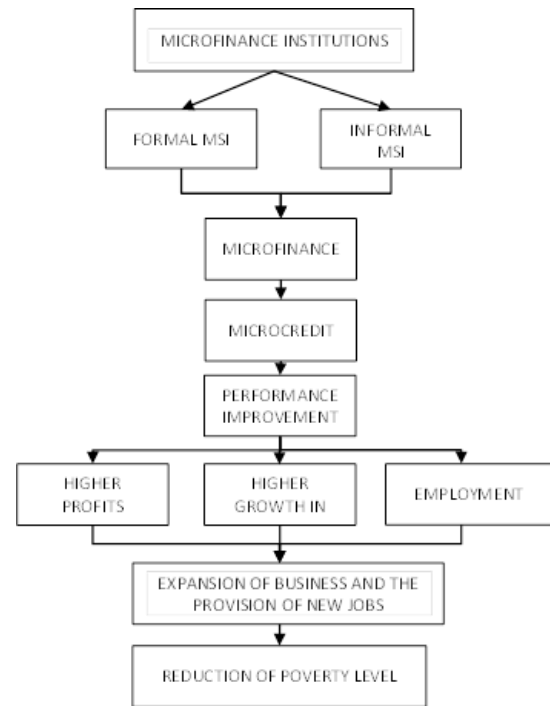 MICROFINANCE INSTITUTIONS
FORMAL MSI
INFORMAL
MSI
MICROFINANCE
MICROCREDIT
PERFORMANCE
IMPROVEMENT
HIGHER
PROFITS
HIGHER
GROWTH IN
EMPLOYMENT
EXPANSION OF BUSINESS AND THE
PROVISION OF NEW JOBS
REDUCTION OF POVERTY LEVEL